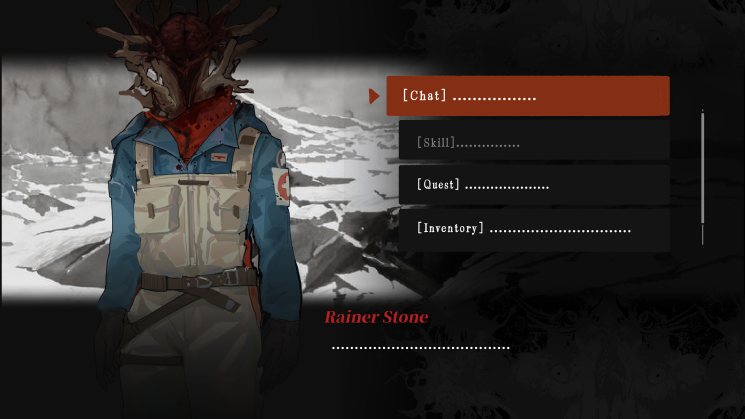 [Chat] .................
[Skill]...............
[Quest] ....................
[Inventory] .................................
Rainer Stone
.......................................